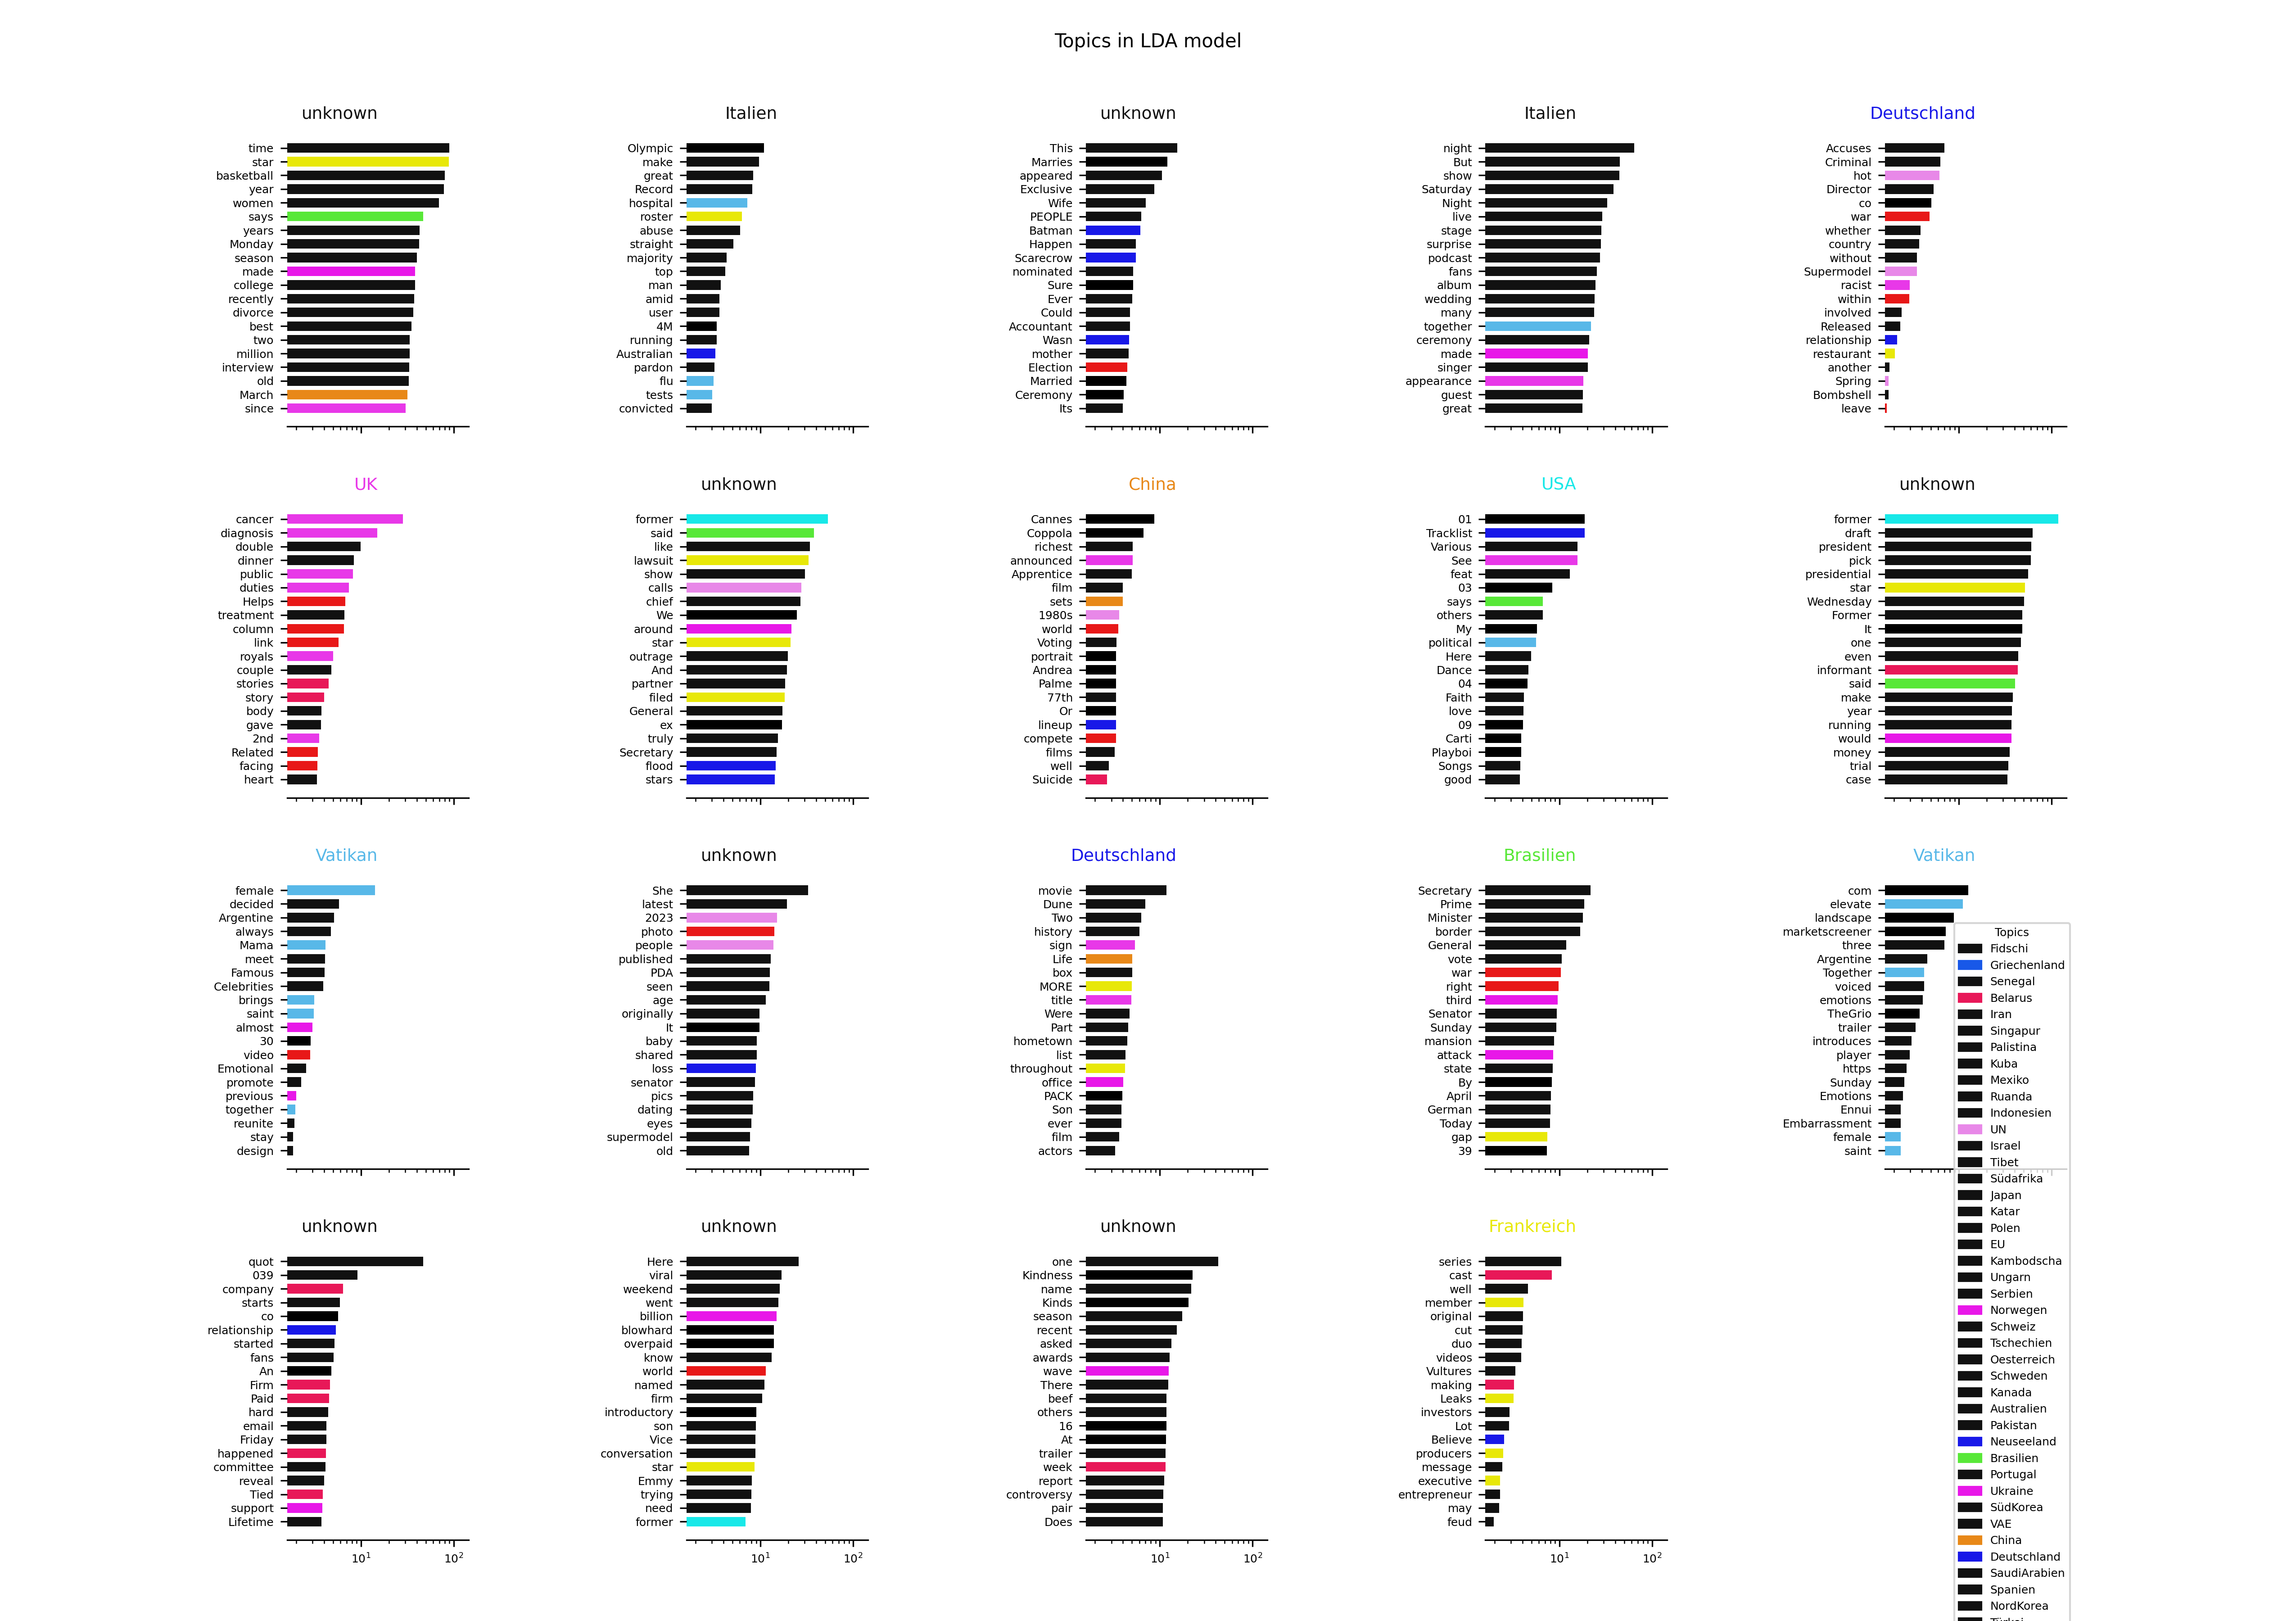 Topics in LDA model
unknown
time
star
basketball
year
women
says
years
Monday
season
made
college
recently
divorce
best
two
million
interview
old
March
since
Italien
Olympic
make
great
Record
hospital
roster
abuse
straight
majority
top
man
amid
user
4M
running
Australian
pardon
flu
tests
convicted
unknown
This
Marries
appeared
Exclusive
Wife
PEOPLE
Batman
Happen
Scarecrow
nominated
Sure
Ever
Could
Accountant
Wasn
mother
Election
Married
Ceremony
Its
Italien
night
But
show
Saturday
Night
live
stage
surprise
podcast
fans
album
wedding
many
together
ceremony
made
singer
appearance
guest
great
Deutschland
Accuses
Criminal
hot
Director
co
war
whether
country
without
Supermodel
racist
within
involved
Released
relationship
restaurant
another
Spring
Bombshell
leave
UK
cancer
diagnosis
double
dinner
public
duties
Helps
treatment
column
link
royals
couple
stories
story
body
gave
2nd
Related
facing
heart
unknown
former
said
like
lawsuit
show
calls
chief
We
around
star
outrage
And
partner
filed
General
ex
truly
Secretary
flood
stars
China
Cannes
Coppola
richest
announced
Apprentice
film
sets
1980s
world
Voting
portrait
Andrea
Palme
77th
Or
lineup
compete
films
well
Suicide
USA
01
Tracklist
Various
See
feat
03
says
others
My
political
Here
Dance
04
Faith
love
09
Carti
Playboi
Songs
good
unknown
former
draft
president
pick
presidential
star
Wednesday
Former
It
one
even
informant
said
make
year
running
would
money
trial
case
Vatikan
female
decided
Argentine
always
Mama
meet
Famous
Celebrities
brings
saint
almost
30
video
Emotional
promote
previous
together
reunite
stay
design
unknown
She
latest
2023
photo
people
published
PDA
seen
age
originally
It
baby
shared
loss
senator
pics
dating
eyes
supermodel
old
Deutschland
movie
Dune
Two
history
sign
Life
box
MORE
title
Were
Part
hometown
list
throughout
office
PACK
Son
ever
film
actors
Brasilien
Secretary
Prime
Minister
border
General
vote
war
right
third
Senator
Sunday
mansion
attack
state
By
April
German
Today
gap
39
Vatikan
com
elevate
landscape
marketscreener
three
Argentine
Together
voiced
emotions
TheGrio
trailer
introduces
player
https
Sunday
Emotions
Ennui
Embarrassment
female
saint
unknown
quot
039
company
starts
co
relationship
started
fans
An
Firm
Paid
hard
email
Friday
happened
committee
reveal
Tied
support
Lifetime
10¹ 10²
unknown
Here
viral
weekend
went
billion
blowhard
overpaid
know
world
named
firm
introductory
son
Vice
conversation
star
Emmy
trying
need
former
10¹ 10²
unknown
one
Kindness
name
Kinds
season
recent
asked
awards
wave
There
beef
others
16
At
trailer
week
report
controversy
pair
Does
10¹ 10²
Frankreich
series
cast
well
member
original
cut
duo
videos
Vultures
making
Leaks
investors
Lot
Believe
producers
message
executive
entrepreneur
may
feud
10¹ 10²
Topics
Fidschi
Griechenland
Senegal
Belarus
Iran
Singapur
Palistina
Kuba
Mexiko
Ruanda
Indonesien
UN
Israel
Tibet
Südafrika
Japan
Katar
Polen
EU
Kambodscha
Ungarn
Serbien
Norwegen
Schweiz
Tschechien
Oesterreich
Schweden
Kanada
Australien
Pakistan
Neuseeland
Brasilien
Portugal
Ukraine
SüdKorea
VAE
China
Deutschland
SaudiArabien
Spanien
NordKorea